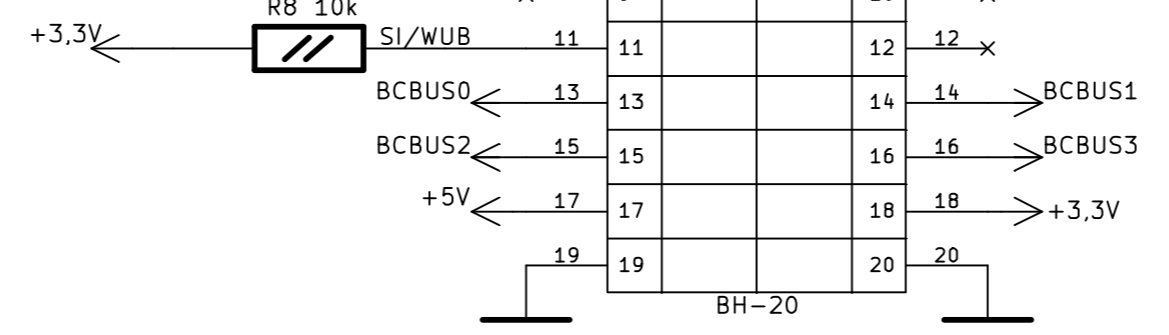 R8 10k
+3,3V SI/WUB 11 11 12 12
BCBUS0 13 13 14 14 BCBUS1
BCBUS2 15 15 16 16 BCBUS3
+5V 17 17 18 18 +3,3V
19 19 20 20
BH-20